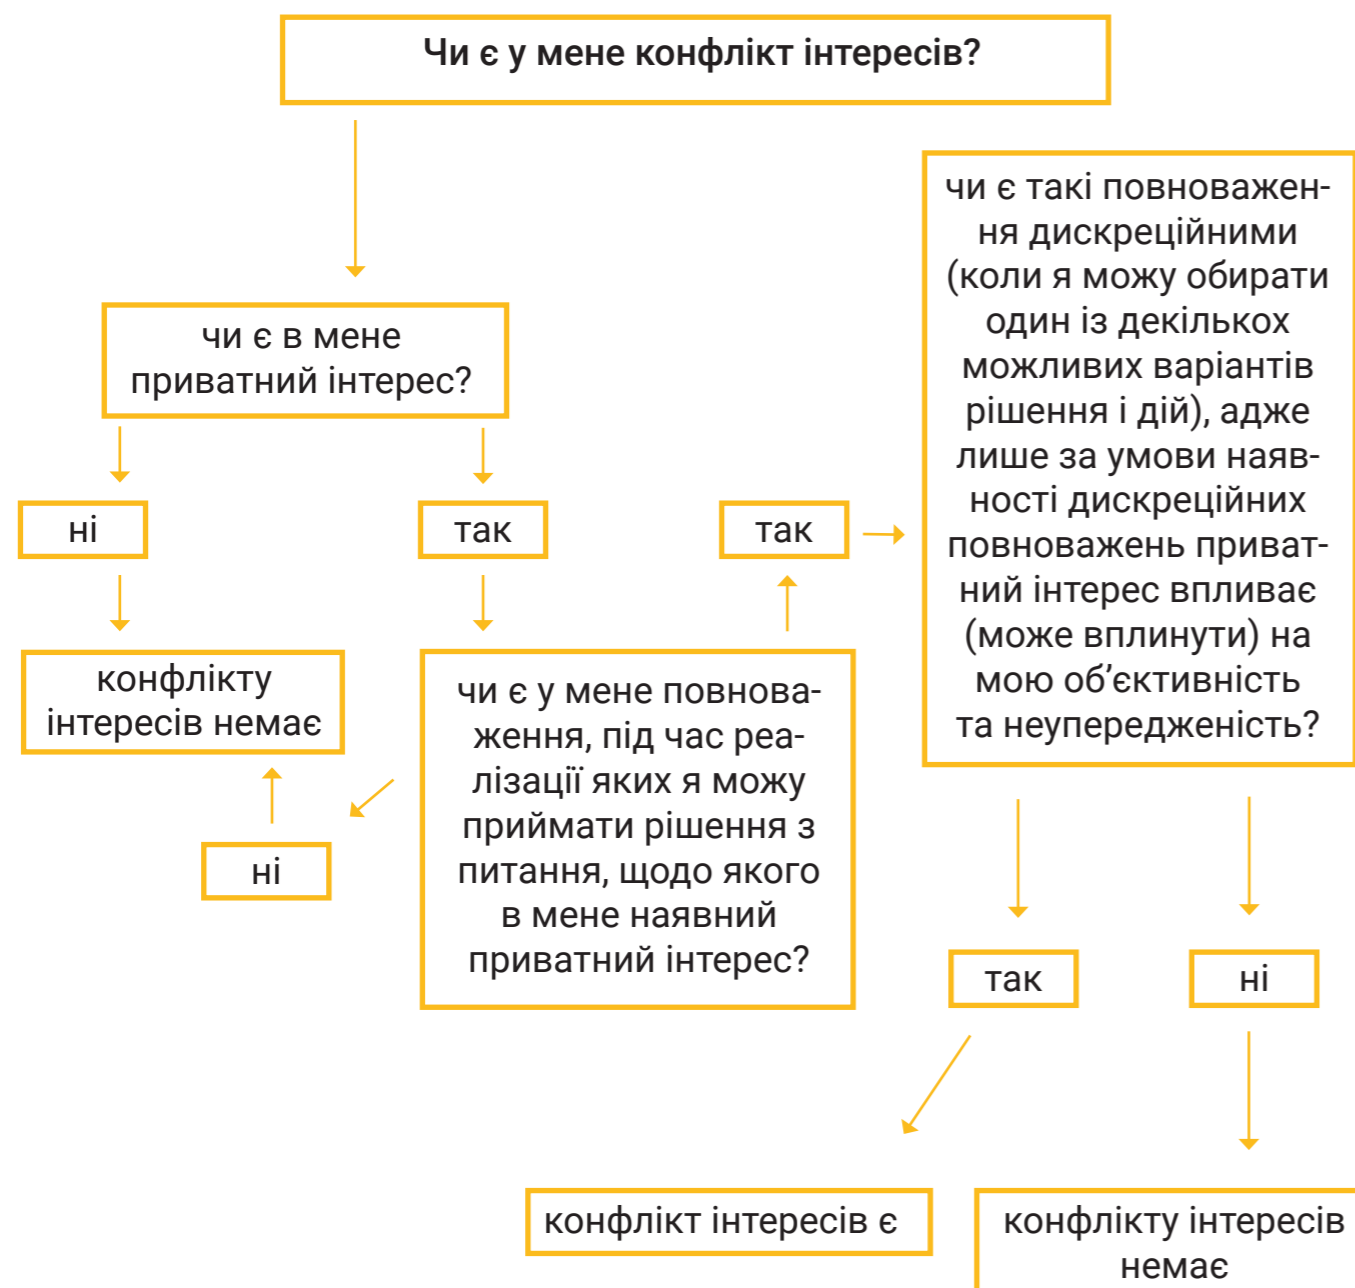 Чи є у мене конфлікт інтересів?
чи є в мене
приватний інтерес?
ні
так
конфлікту
інтересів немає
чи є у мене повнова-
ження, під час реа-
лізації яких я можу
приймати рішення з
питання, щодо якого
в мене наявний
приватний інтерес?
ні
так
чи є такі повноважен-
ня дискреційними
(коли я можу обирати
один із декількох
можливих варіантів
рішення і дій), адже
лише за умови наяв-
ності дискреційних
повноважень приват-
ний інтерес впливає
(може вплинути) на
мою об’єктивність
та неупередженість?
так
ні
конфлікт інтересів є
конфлікту інтересів
немає